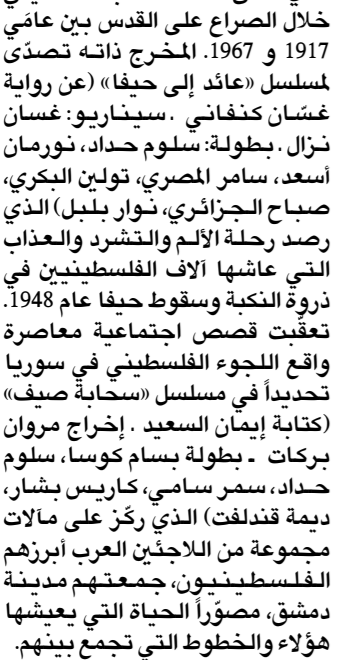 خلال الصراع على القدس بين عامَي
1917 و 1967. المخرج ذاته تصدّى
لمسلسل «عائد إلى حيفا» (عن رواية
غسّان كنفاني . سيناريو: غسان
نزال . بطولة: سلوم حداد، نورمان
أسعد، سامر المصري، تولين البكري،
صباح الجزائري، نوار بلبل) الذي
رصد رحلة الألم والتشرد والعذاب
التي عاشها آلاف الفلسطينيين في
ذروة النكبة وسقوط حيفا عام 1948.
تعقّبت قصص اجتماعية معاصرة
واقع اللجوء الفلسطيني في سوريا
تحديداً في مسلسل «سحابة صيف»
(كتابة إيمان السعيد . إخراج مروان
بركات ـ بطولة بسام كوسا، سلوم
حداد، سمر سامي، كاريس بشار،
ديمة قندلفت) الذي ركّز على مآلات
مجموعة من اللاجئين العرب أبرزهم
الفلسطينيون، جمعتهم مدينة
دمشق، مصوّراً الحياة التي يعيشها
هؤلاء والخطوط التي تجمع بينهم.